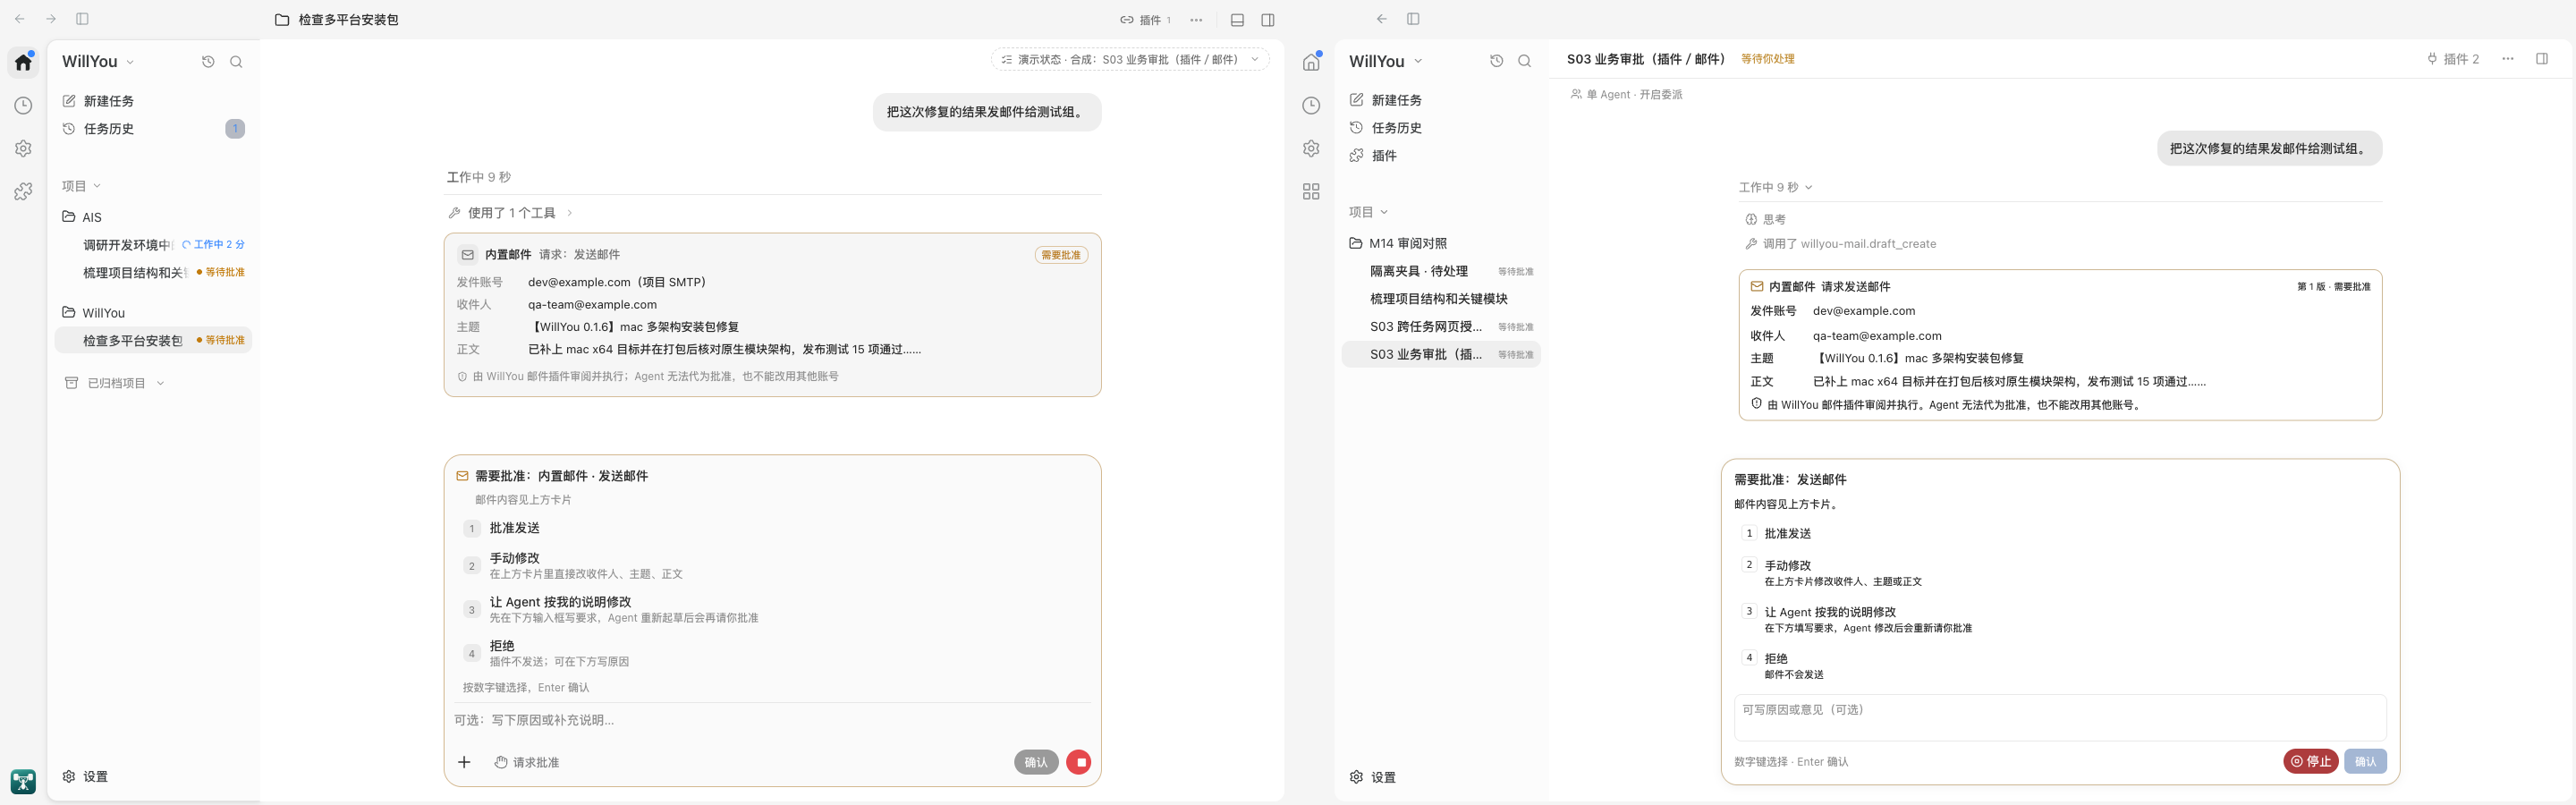 检查多平台安装包
插件 1
WillYou
新建任务
任务历史
1
项目
AIS
调研开发环境中
工作中 2 分
梳理项目结构和关
等待批准
WillYou
检查多平台安装包
等待批准
已归档项目
设置
演示状态 · 合成：S03 业务审批（插件 / 邮件）
把这次修复的结果发邮件给测试组。
工作中 9 秒
使用了 1 个工具
内置邮件 请求：发送邮件
需要批准
发件账号 dev@example.com（项目 SMTP）
收件人 qa-team@example.com
主题 【WillYou 0.1.6】mac 多架构安装包修复
正文 已补上 mac x64 目标并在打包后核对原生模块架构，发布测试 15 项通过……
由 WillYou 邮件插件审阅并执行；Agent 无法代为批准，也不能改用其他账号
需要批准：内置邮件 · 发送邮件
邮件内容见上方卡片
1 批准发送
2 手动修改
在上方卡片里直接改收件人、主题、正文
3 让 Agent 按我的说明修改
先在下方输入框写要求，Agent 重新起草后会再请你批准
4 拒绝
插件不发送；可在下方写原因
按数字键选择，Enter 确认
可选：写下原因或补充说明...
请求批准
确认
WillYou
新建任务
任务历史
插件
项目
M14 审阅对照
隔离夹具 · 待处理 等待批准
梳理项目结构和关键模块
S03 跨任务网页授... 等待批准
S03 业务审批（插... 等待批准
设置
S03 业务审批（插件 / 邮件） 等待你处理
插件 2
单 Agent · 开启委派
把这次修复的结果发邮件给测试组。
工作中 9 秒
思考
调用了 willyou-mail.draft_create
内置邮件 请求发送邮件
第 1 版 · 需要批准
发件账号 dev@example.com
收件人 qa-team@example.com
主题 【WillYou 0.1.6】mac 多架构安装包修复
正文 已补上 mac x64 目标并在打包后核对原生模块架构，发布测试 15 项通过……
由 WillYou 邮件插件审阅并执行。Agent 无法代为批准，也不能改用其他账号。
需要批准：发送邮件
邮件内容见上方卡片。
1 批准发送
2 手动修改
在上方卡片修改收件人、主题或正文
3 让 Agent 按我的说明修改
在下方填写要求，Agent 修改后会重新请你批准
4 拒绝
邮件不会发送
可写原因或意见（可选）
数字键选择 · Enter 确认
停止
确认